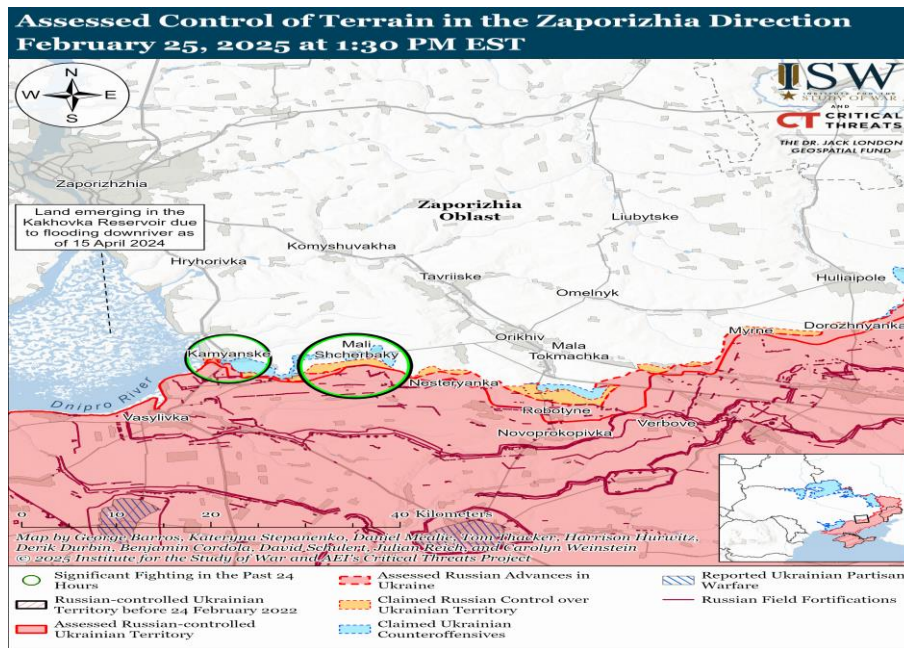 Assessed Control of Terrain in the Zaporizhia Direction
February 25, 2025 at 1:30 PM EST
N
W E
S
ISW
INSTITUTE FOR THE
STUDY OF WAR
AND
CT CRITICAL
THREATS
THE DR. JACK LONDON
GEOSPATIAL FUND
Zaporizhzhia
Land emerging in the
Kakhovka Reservoir due
to flooding downriver as
of 15 April 2024
Zaporizhia
Oblast
Liubytske
Komyshuvakha
Hryhorivka
Tavriiske
Huliaipole
Omelnyk
Orikhiv
Mala
Tokmachka
Myrne
Dorozhnyanka
Kamyanske
Mali
Shcherbaky
Nesteryanka
Dnipro River
Vasylivka
Robotyne
Novoprokopivka
Verbove
0 10 20 40 Kilometers
Map by George Barros, Kateryna Stepanenko, Daniel Mealie, Tom Thacker, Harrison Hurwitz,
Derik Durbin, Benjamin Cordola, David Schulert, Julian Reich, and Carolyn Weinstein
© 2025 Institute for the Study of War and AEI's Critical Threats Project
Significant Fighting in the Past 24
Hours
Russian-controlled Ukrainian
Territory before 24 February 2022
Assessed Russian-controlled
Ukrainian Territory
Assessed Russian Advances in
Ukraine
Claimed Russian Control over
Ukrainian Territory
Claimed Ukrainian
Counteroffensives
Reported Ukrainian Partisan
Warfare
Russian Field Fortifications